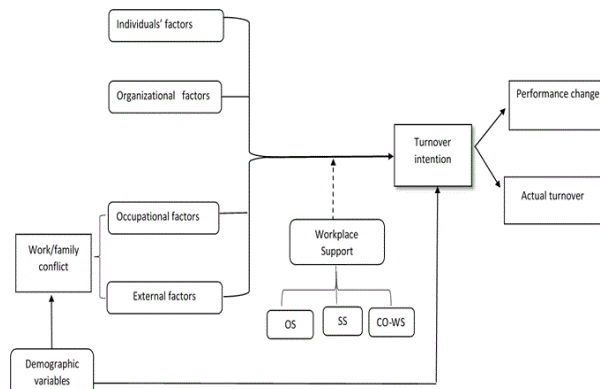 Individuals' factors
Organizational factors
Performance change
Turnover
intention
Actual turnover
Occupational factors
Work/family
conflict
Workplace
Support
External factors
OS
SS
CO-WS
Demographic
variables